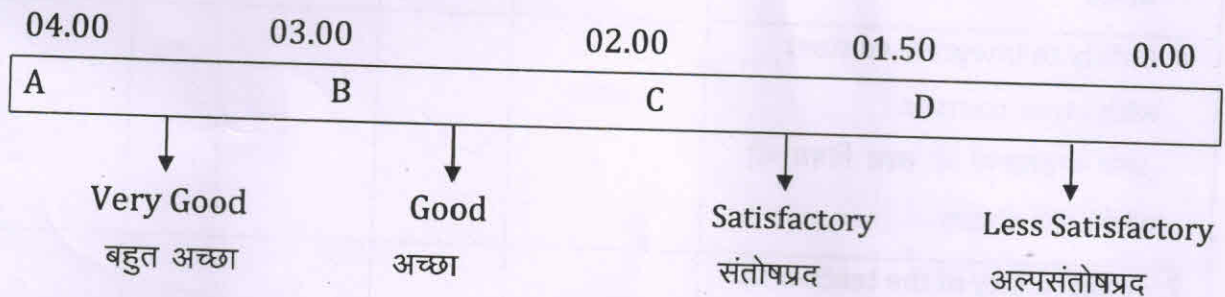 04.00 03.00 02.00 01.50 0.00
A B C D
Very Good Good Satisfactory Less Satisfactory
बहुत अच्छा अच्छा संतोषप्रद अल्पसंतोषप्रद